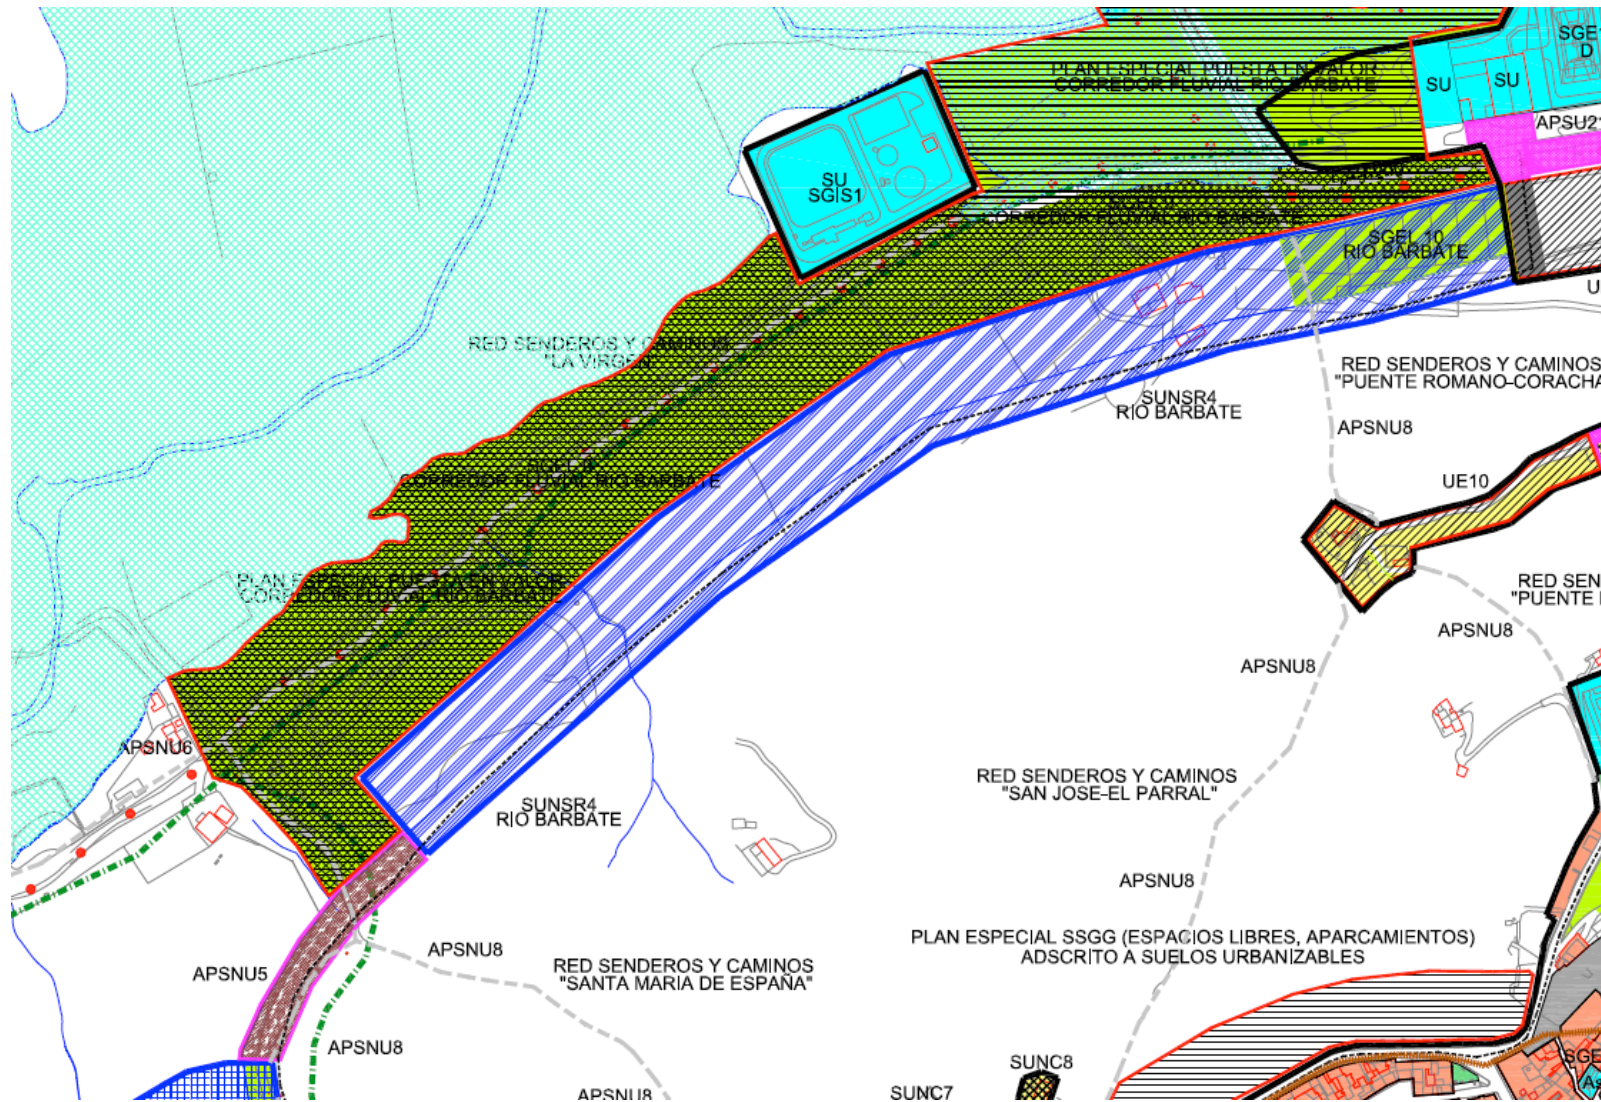 SGE
D
PLAN ESPECIAL PUESTA EN VALOR
CORREDOR FLUVIAL RIO BARBATE
SU
SU
APSU2
SU
SGIS1
CORREDOR FLUVIAL RIO BARBATE
SGEL 10
RIO BARBATE
U
RED SENDEROS Y CAMINOS
"LA VIRGEN"
RED SENDEROS Y CAMINOS
"PUENTE ROMANO-CORACHA
SUNSR4
RIO BARBATE
APSNU8
CORREDOR FLUVIAL RIO BARBATE
UE10
PLAN ESPECIAL PUESTA EN VALOR
CORREDOR FLUVIAL RIO BARBATE
RED SEN
"PUENTE
APSNU8
APSNU8
APSNU6
RED SENDEROS Y CAMINOS
"SAN JOSE-EL PARRAL"
SUNSR4
RIO BARBATE
APSNU8
PLAN ESPECIAL SSGG (ESPACIOS LIBRES, APARCAMIENTOS)
ADSCRITO A SUELOS URBANIZABLES
APSNU8
APSNU5
RED SENDEROS Y CAMINOS
"SANTA MARIA DE ESPAÑA"
APSNU8
SUNC8
SGE
As
APSNU8
SUNC7